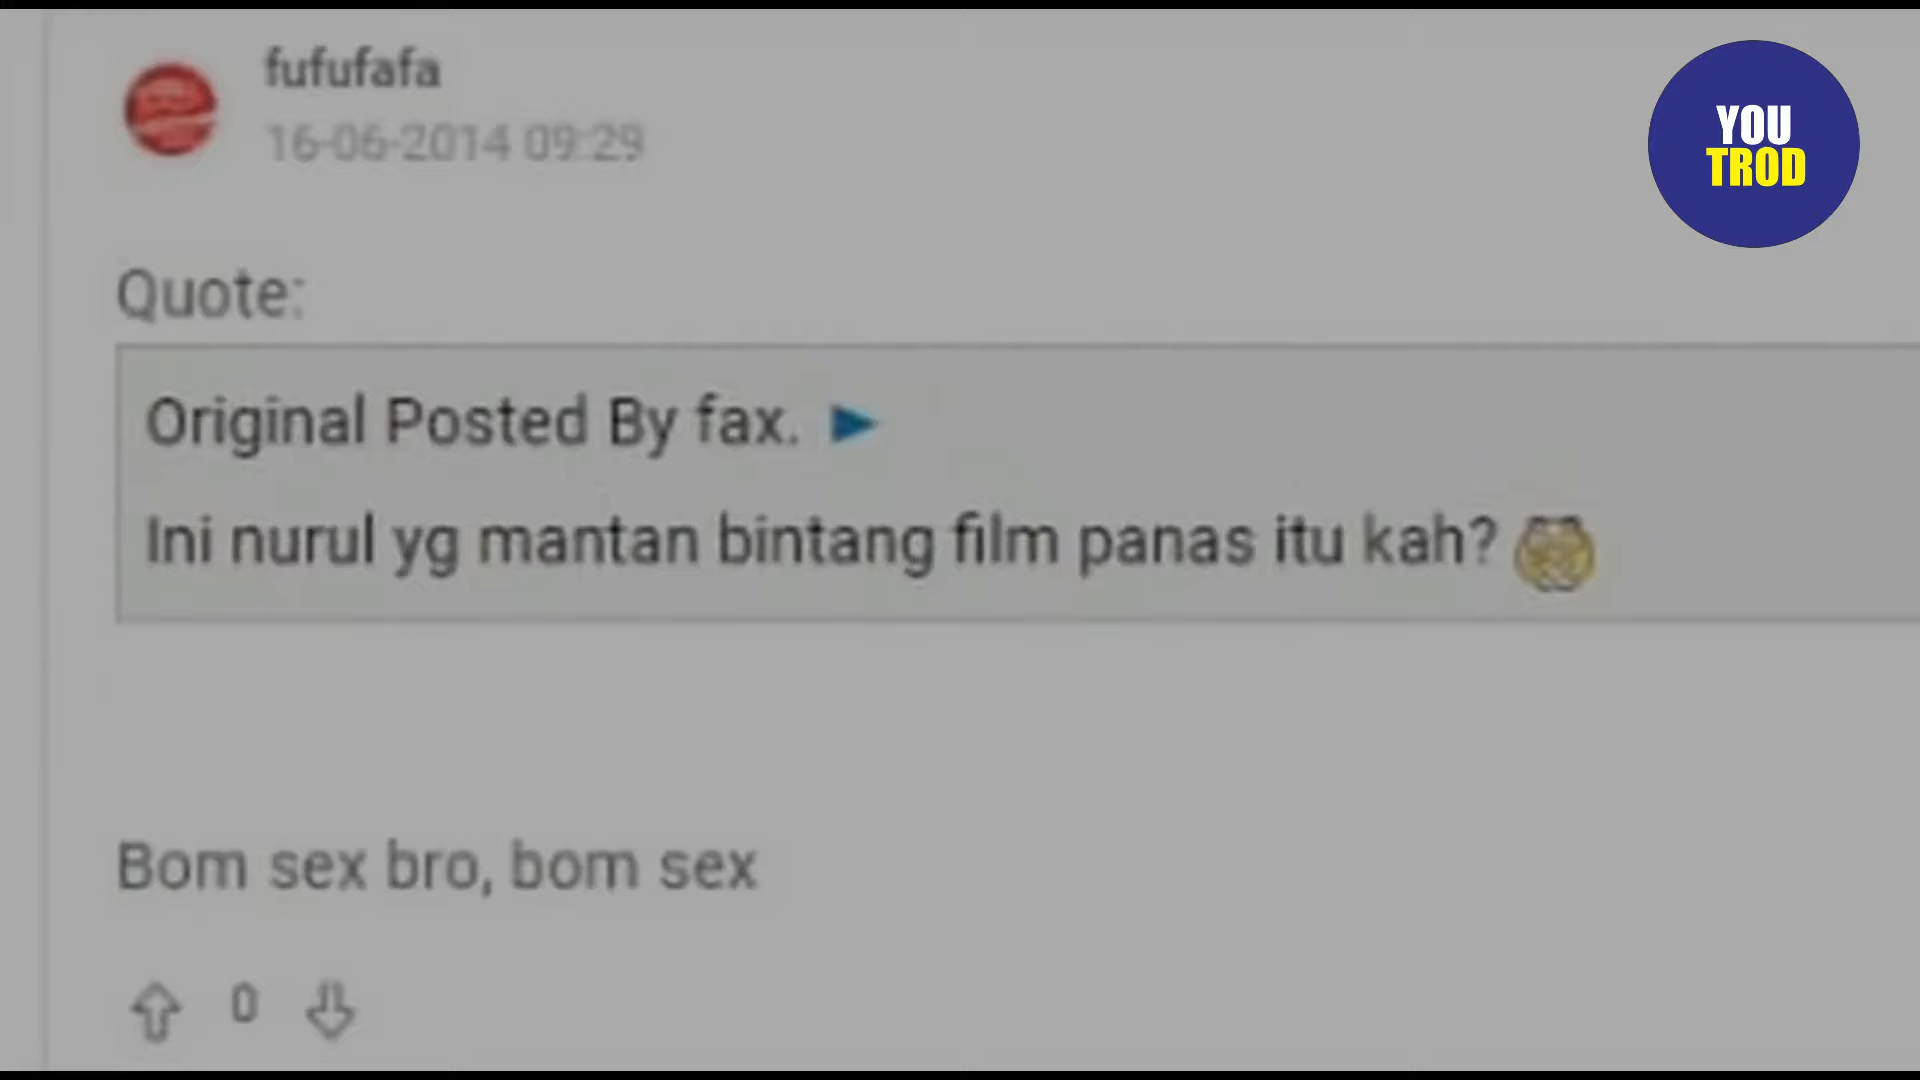 fufufafa
16-06-2014 09:29
YOU
TROD
Quote:
Original Posted By fax.
Ini nurul yg mantan bintang film panas itu kah?
Bom sex bro, bom sex
0